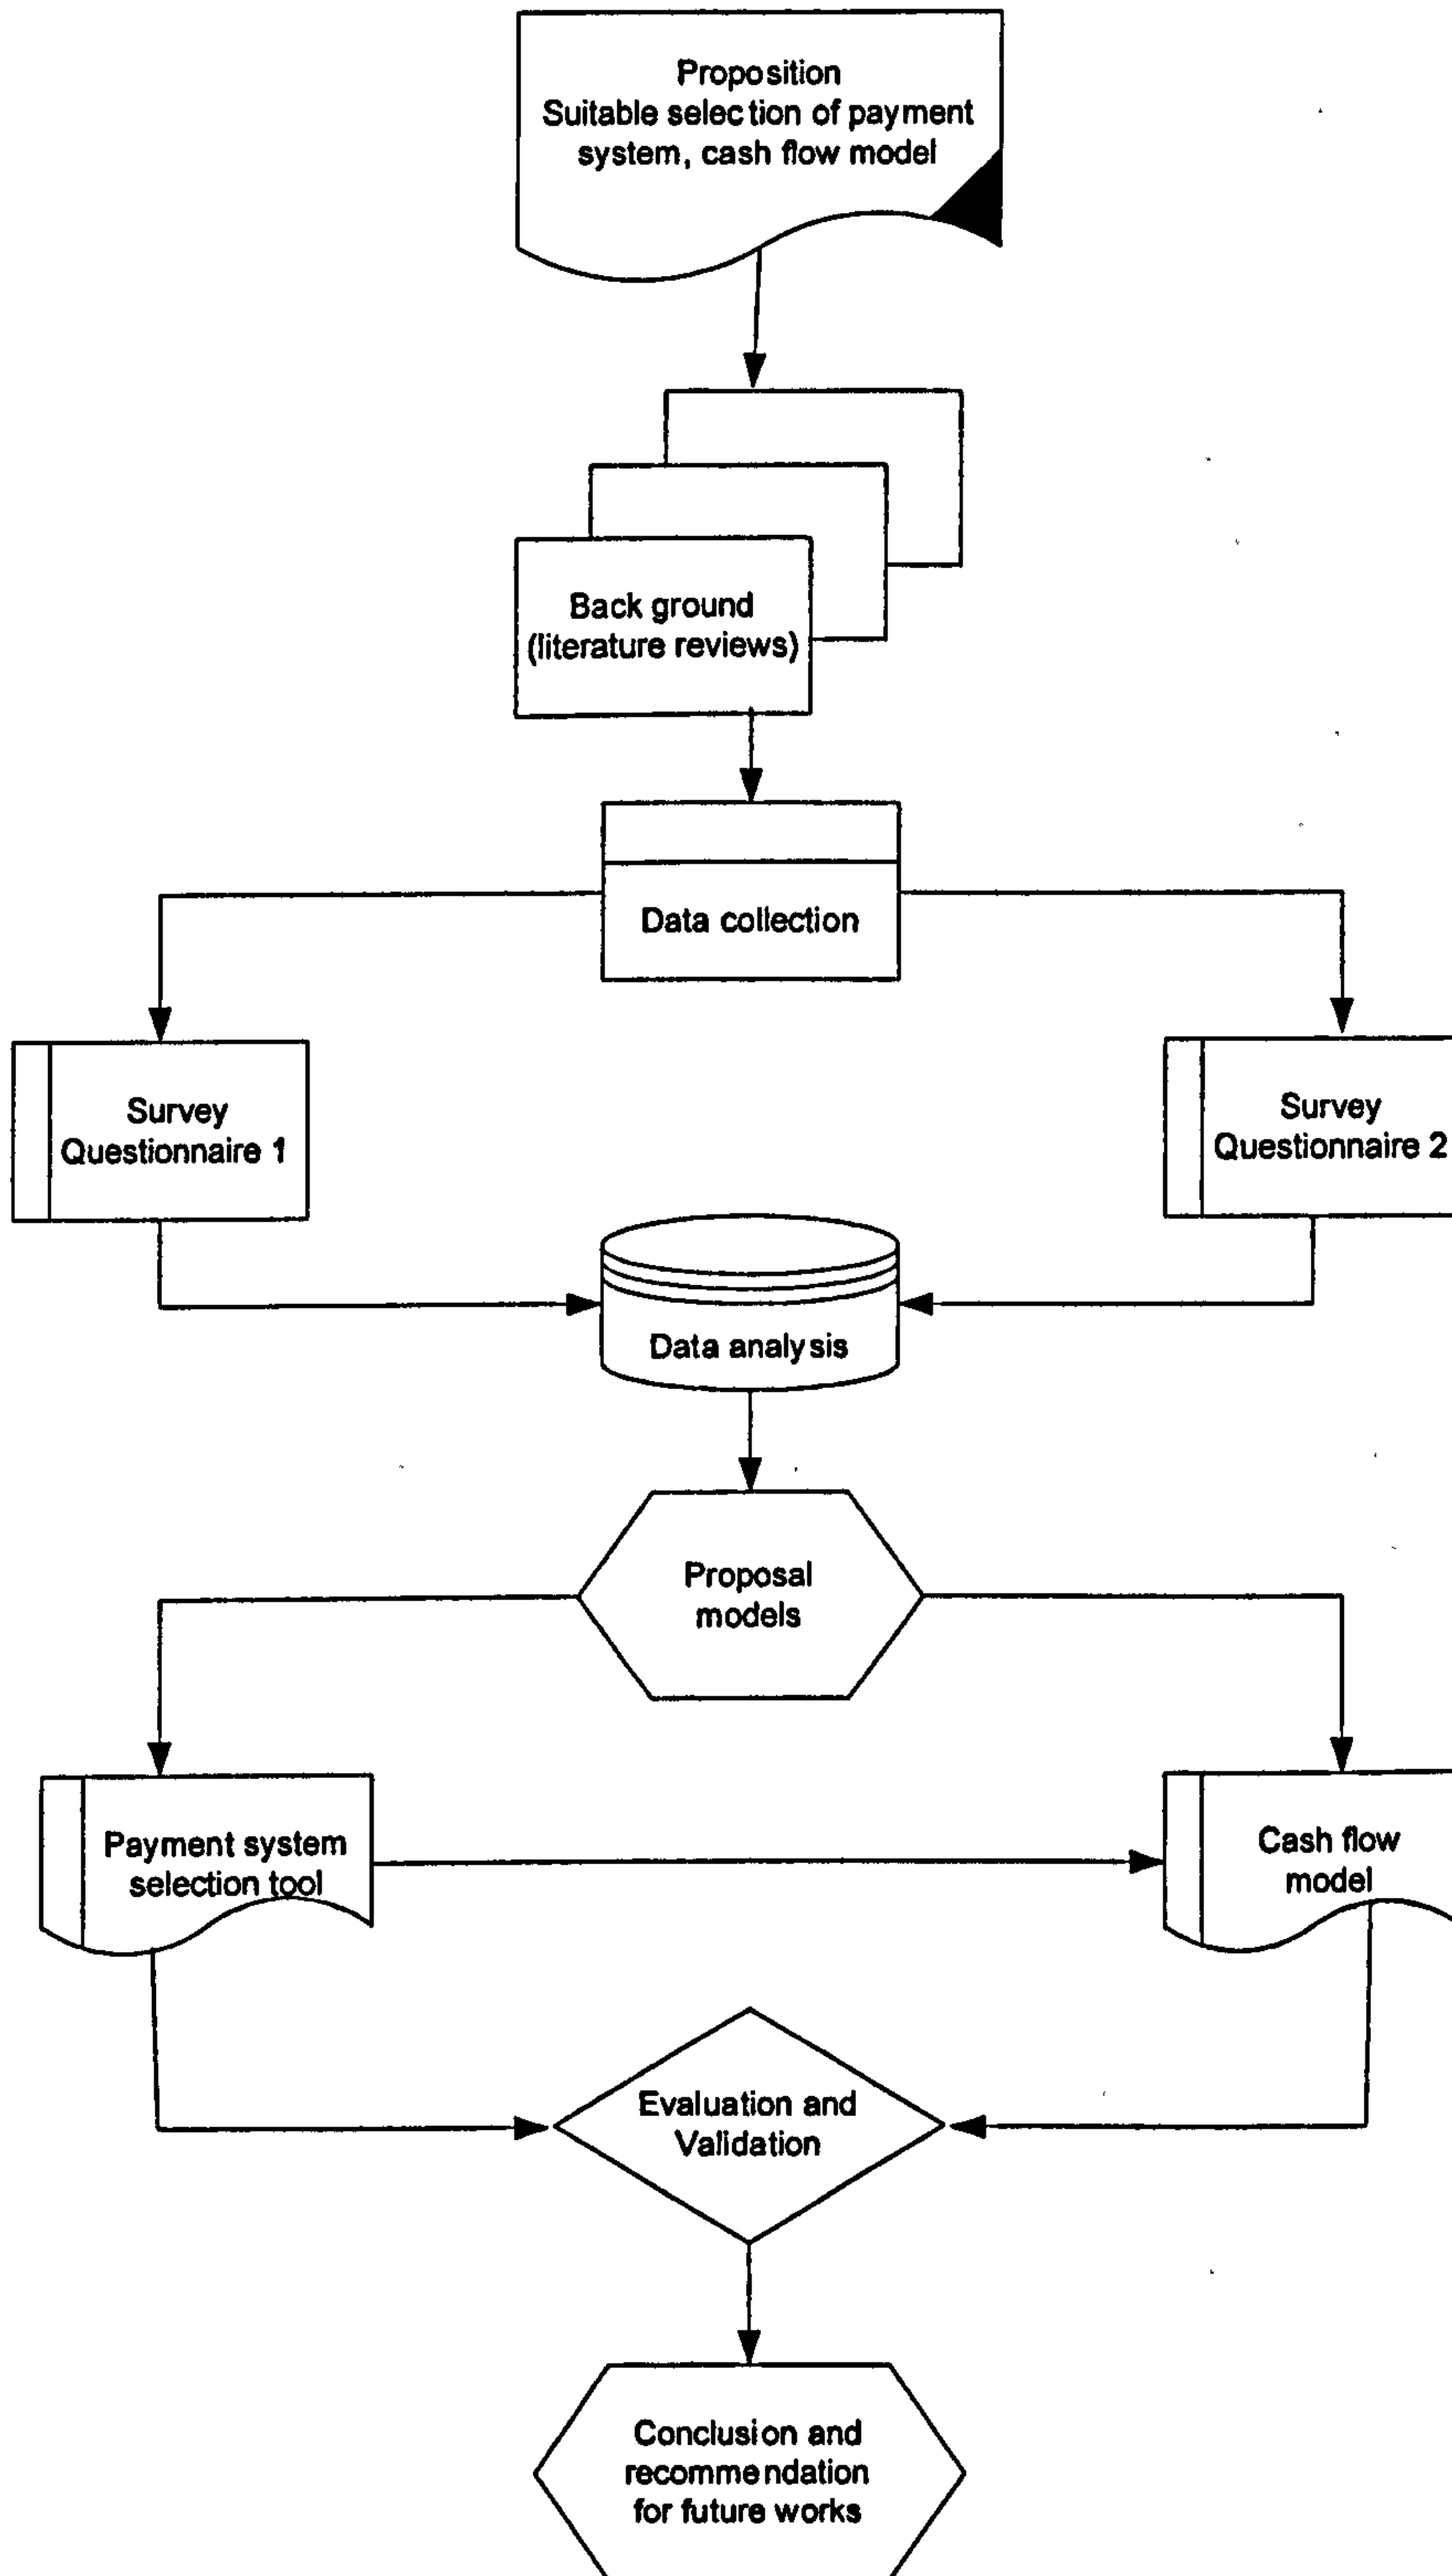 Proposition
Suitable selection of payment
system, cash flow model
Back ground
(literature reviews)
Data collection
Survey
Questionnaire 1
Survey
Questionnaire 2
Data analysis
Proposal
models
Payment system
selection tool
Cash flow
model
Evaluation and
Validation
Conclusion and
recommendation
for future works